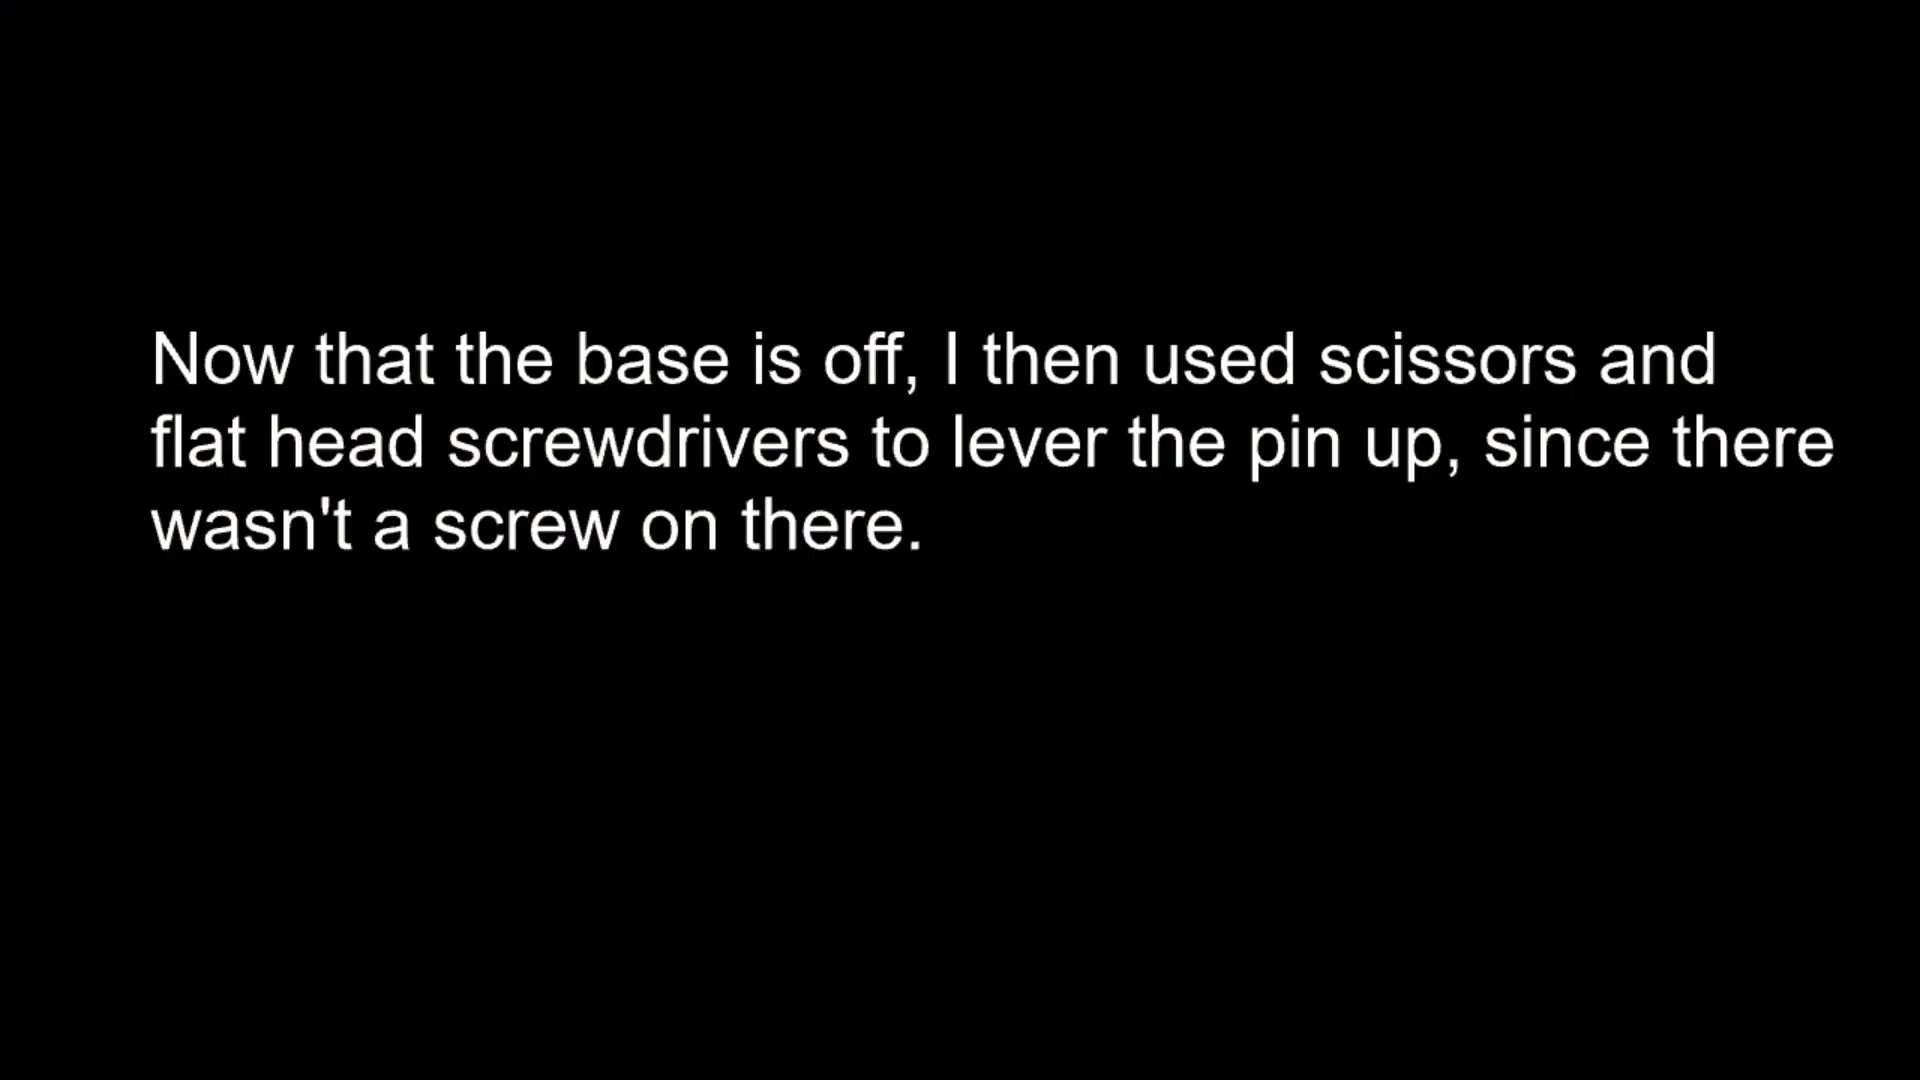 Now that the base is off, I then used scissors and
flat head screwdrivers to lever the pin up, since there
wasn't a screw on there.